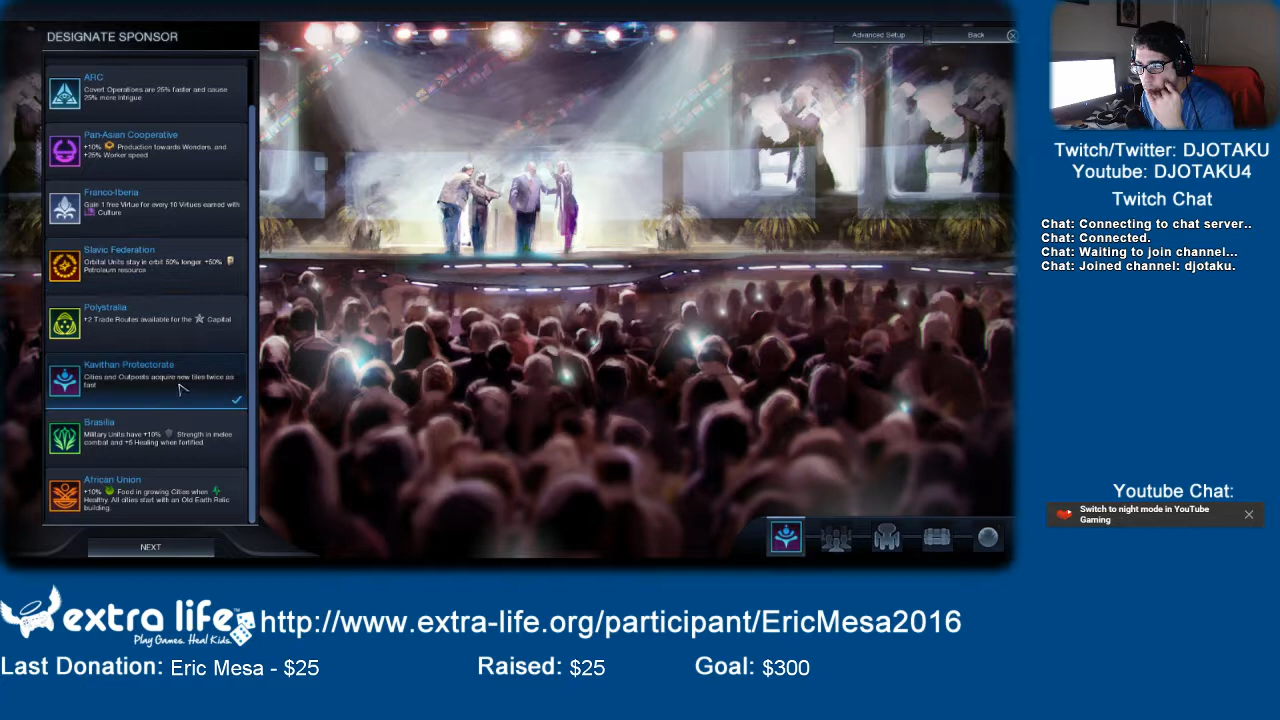 DESIGNATE SPONSOR
Advanced Setup
Back
ARC
Covert Operations are 25% faster and cause
25% more Intrigue
Pan-Asian Cooperative
+10% Production towards Wonders, and
+25% Worker speed
Franco-Iberia
Gain 1 free Virtue for every 10 Virtues earned with
Culture
Slavic Federation
Orbital Units stay in orbit 50% longer. +50%
Petroleum resource
Polystralia
+2 Trade Routes available for the Capital
Kavithan Protectorate
Cities and Outposts acquire new tiles twice as
fast
Brasilia
Military Units have +10% Strength in melee
combat and +5 Healing when fortified
African Union
+10% Food in growing Cities when
Healthy. All cities start with an Old Earth Relic
building.
NEXT
Twitch/Twitter: DJOTAKU
Youtube: DJOTAKU4
Twitch Chat
Chat: Connecting to chat server..
Chat: Connected.
Chat: Waiting to join channel...
Chat: Joined channel: djotaku.
Youtube Chat:
Switch to night mode in YouTube
Gaming
extra life
Play Games. Heal Kids.
http://www.extra-life.org/participant/EricMesa2016
Last Donation: Eric Mesa - $25
Raised: $25
Goal: $300